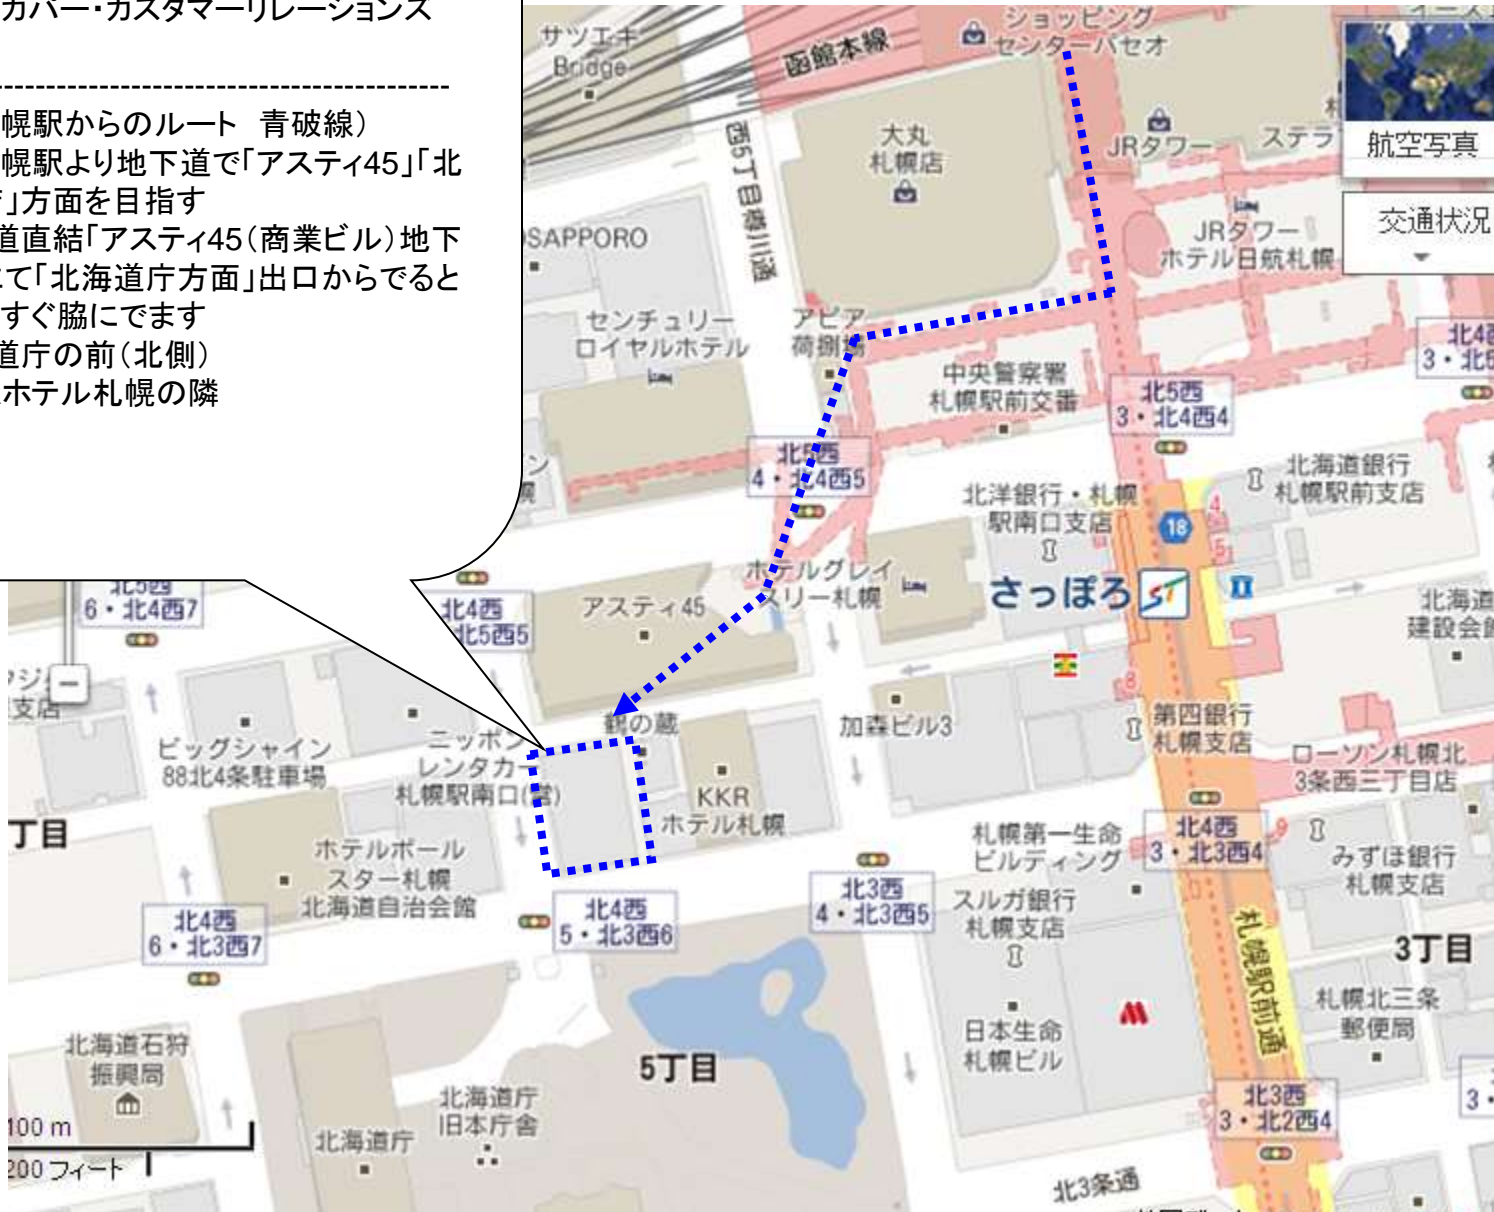 カバー・カスタマーリレーションズ
幌駅からのルート　青破線）
幌駅より地下道で「アスティ45」「北
」方面を目指す
道直結「アスティ45（商業ビル）地下
にて「北海道庁方面」出口からでると
すぐ脇にでます
道庁の前（北側）
ホテル札幌の隣
サツエキ
Bridge
函館本線
ショッピング
センターパセオ
大丸
札幌店
JRタワー
ステラ
航空写真
交通状況
西5丁目樽川通
SAPPORO
JRタワー
ホテル日航札幌
センチュリー
ロイヤルホテル
アピア
荷捌場
中央警察署
札幌駅前交番
北5西
3・北4西4
北4西
3・北5
北5西
4・北4西5
北洋銀行・札幌
駅南口支店
北海道銀行
札幌駅前支店
18
4
5
ン
幌
ホテルグレイ
スリー札幌
さっぽろ
ST
北海道
建設会館
北5西
6・北4西7
北4西
北5西5
アスティ45
支店
8
ビッグシャイン
88北4条駐車場
ニッポン
レンタカー
札幌駅南口(営)
鶴の蔵
加森ビル3
第四銀行
札幌支店
ローソン札幌北
3条西三丁目店
KKR
ホテル札幌
丁目
ホテルポール
スター札幌
北海道自治会館
札幌第一生命
ビルディング
北4西
3・北3西4
9
みずほ銀行
札幌支店
北4西
6・北3西7
北4西
5・北3西6
北3西
4・北3西5
スルガ銀行
札幌支店
札幌駅前通
3丁目
札幌北三条
郵便局
日本生命
札幌ビル
北海道石狩
振興局
5丁目
北海道庁
旧本庁舎
北海道庁
100 m
200 フィート
北3西
3・北2西4
3・
北3条通